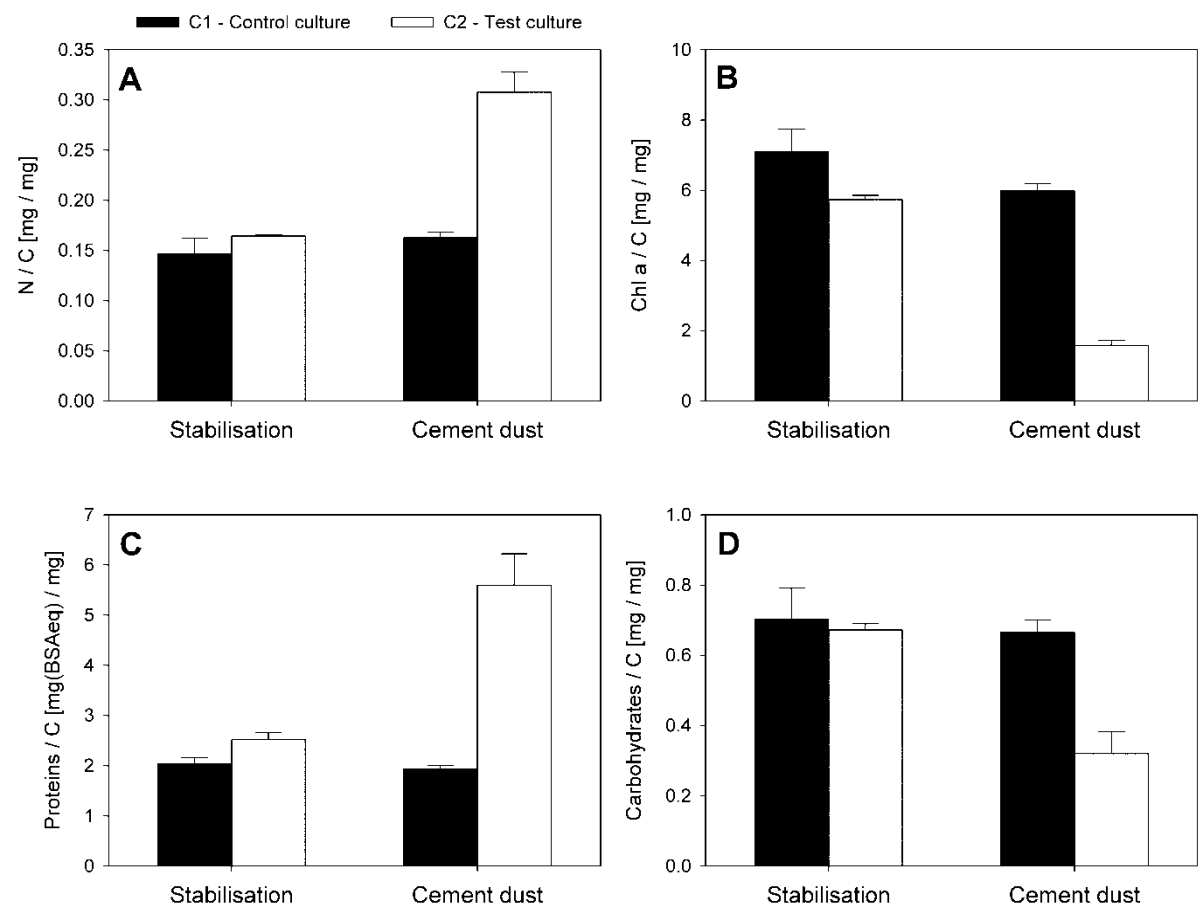 C1 - Control culture C2 - Test culture
A
N / C [mg / mg]
0.35
0.30
0.25
0.20
0.15
0.10
0.05
0.00
Stabilisation Cement dust
B
Chl a / C [mg / mg]
10
8
6
4
2
0
Stabilisation Cement dust
C
Proteins / C [mg(BSAeq) / mg]
7
6
5
4
3
2
1
0
Stabilisation Cement dust
D
Carbohydrates / C [mg / mg]
1.0
0.8
0.6
0.4
0.2
0.0
Stabilisation Cement dust